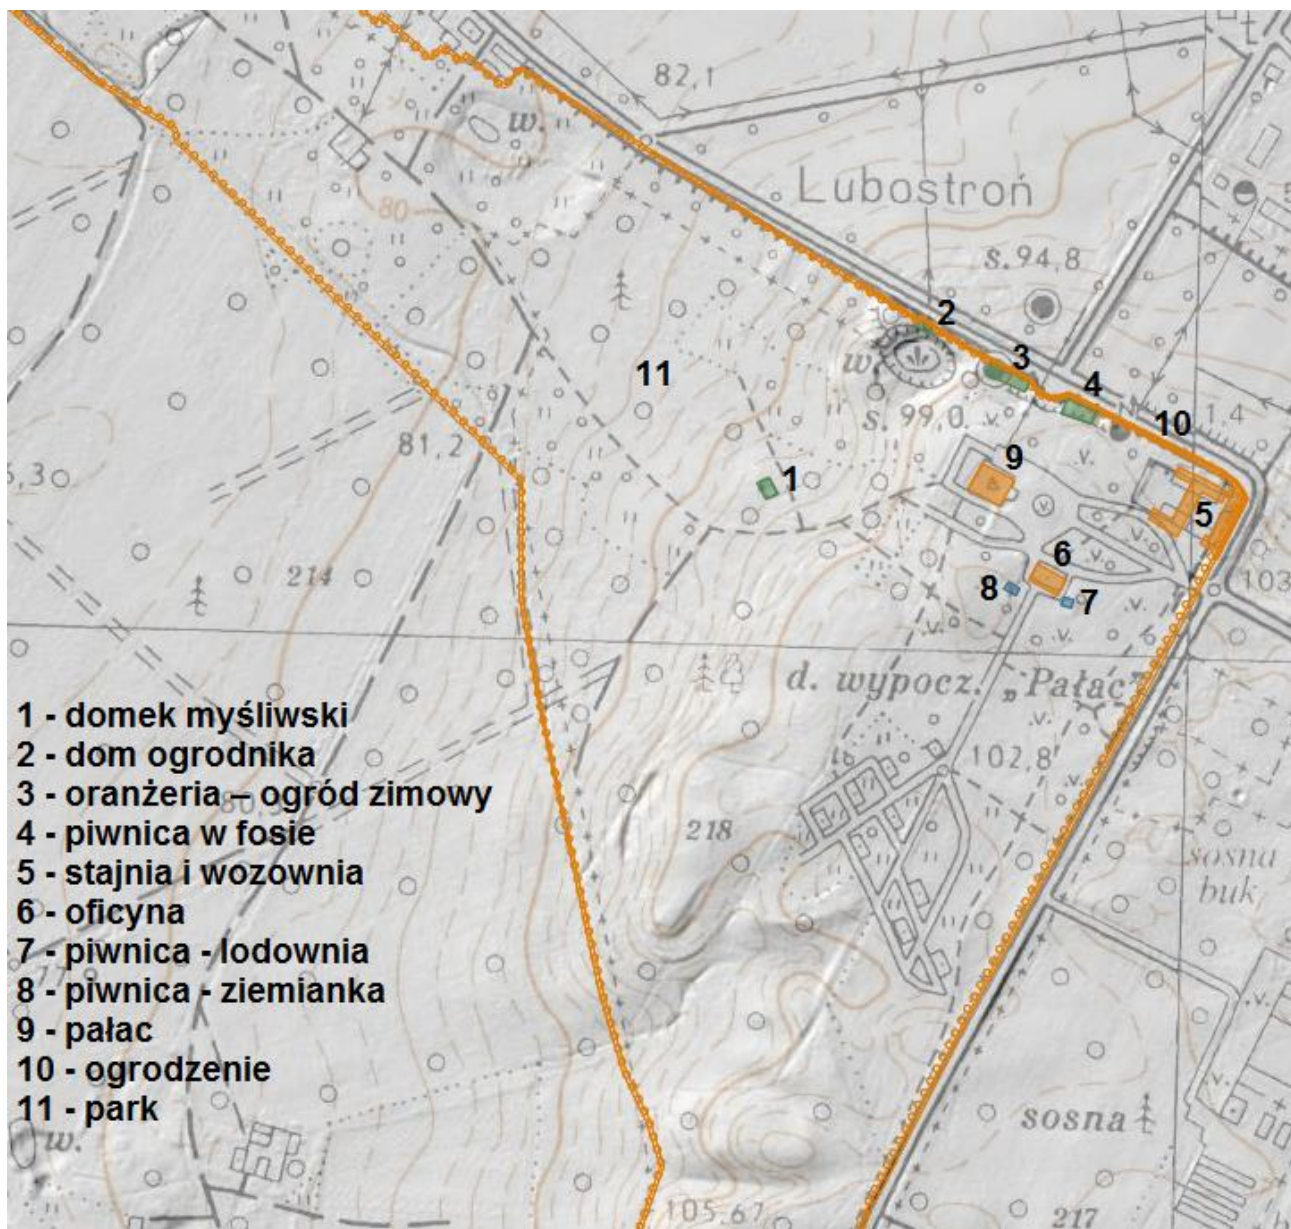 w.
82,1
Lubostroń
80
s. 94,8
2
3
11
w.
4
s. 99,0
10
1,4
81,2
9
5,3
1
5
6
214
8
7
103
d. wypocz. „Pałac”
1 - domek myśliwski
2 - dom ogrodnika
102,8
3 - oranżeria – ogród zimowy
4 - piwnica w fosie
218
5 - stajnia i wozownia
sosna
buk
6 - oficyna
7 - piwnica - lodownia
8 - piwnica - ziemianka
9 - pałac
10 - ogrodzenie
11 - park
sosna
w.
105,67
217